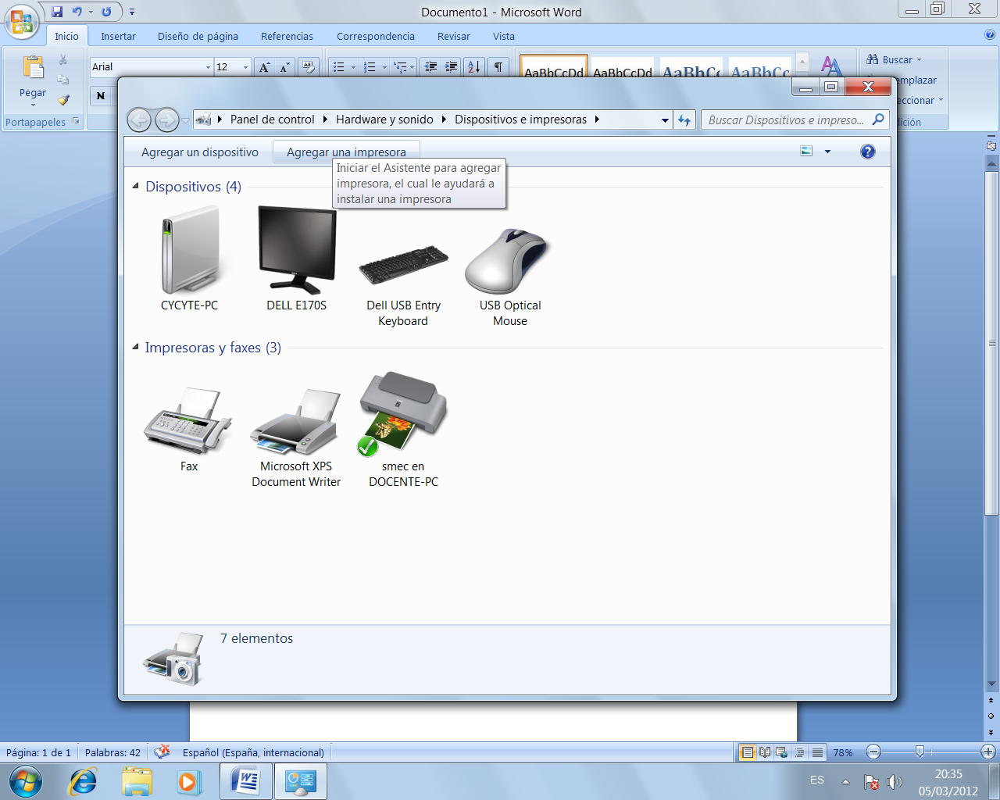 Documento1 - Microsoft Word
Inicio
Insertar
Diseño de página
Referencias
Correspondencia
Revisar
Vista
Arial
12
AaBbCcDd
AaBbCcDd
AaBbCc
AaBbCc
Buscar
Pegar
emplazar
N
eccionar
Portapapeles
dición
Panel de control
Hardware y sonido
Dispositivos e impresoras
Buscar Dispositivos e impreso...
Agregar un dispositivo
Agregar una impresora
Iniciar el Asistente para agregar
impresora, el cual le ayudará a
instalar una impresora
Dispositivos (4)
CYCYTE-PC
DELL E170S
Dell USB Entry
Keyboard
USB Optical
Mouse
Impresoras y faxes (3)
Fax
Microsoft XPS
Document Writer
smec en
DOCENTE-PC
7 elementos
Página: 1 de 1
Palabras: 42
Español (España, internacional)
78%
ES
20:35
05/03/2012